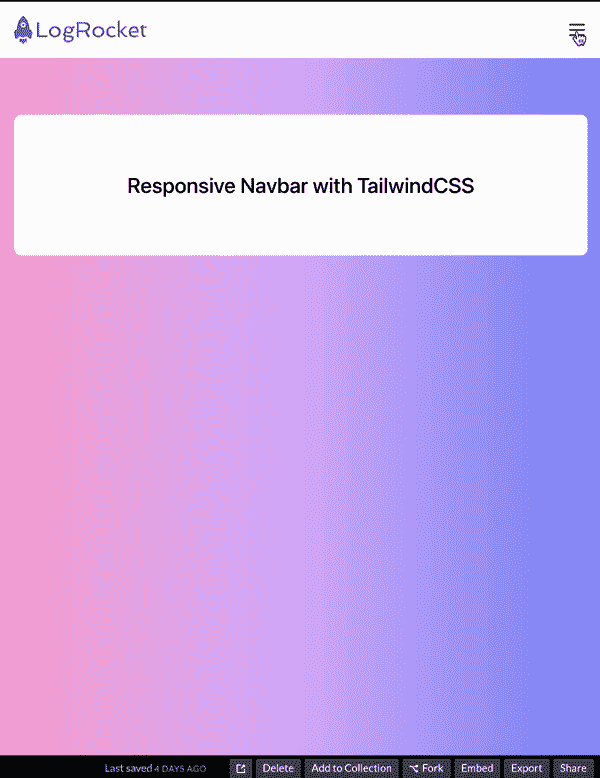 LogRocket
Responsive Navbar with TailwindCSS
Last saved 4 DAYS AGO Delete Add to Collection Fork Embed Export Share